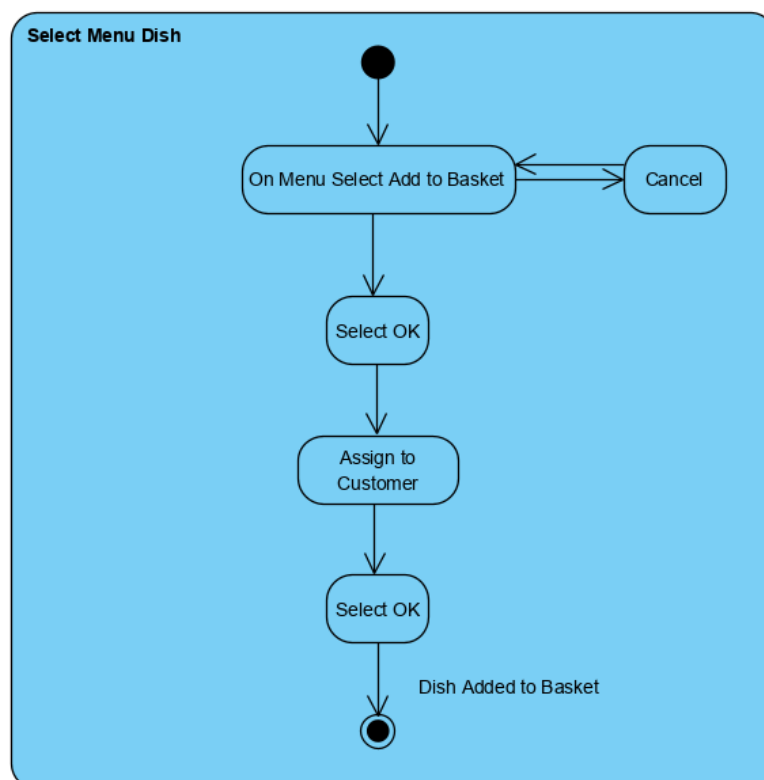 Select Menu Dish
On Menu Select Add to Basket
Cancel
Select OK
Assign to
Customer
Select OK
Dish Added to Basket